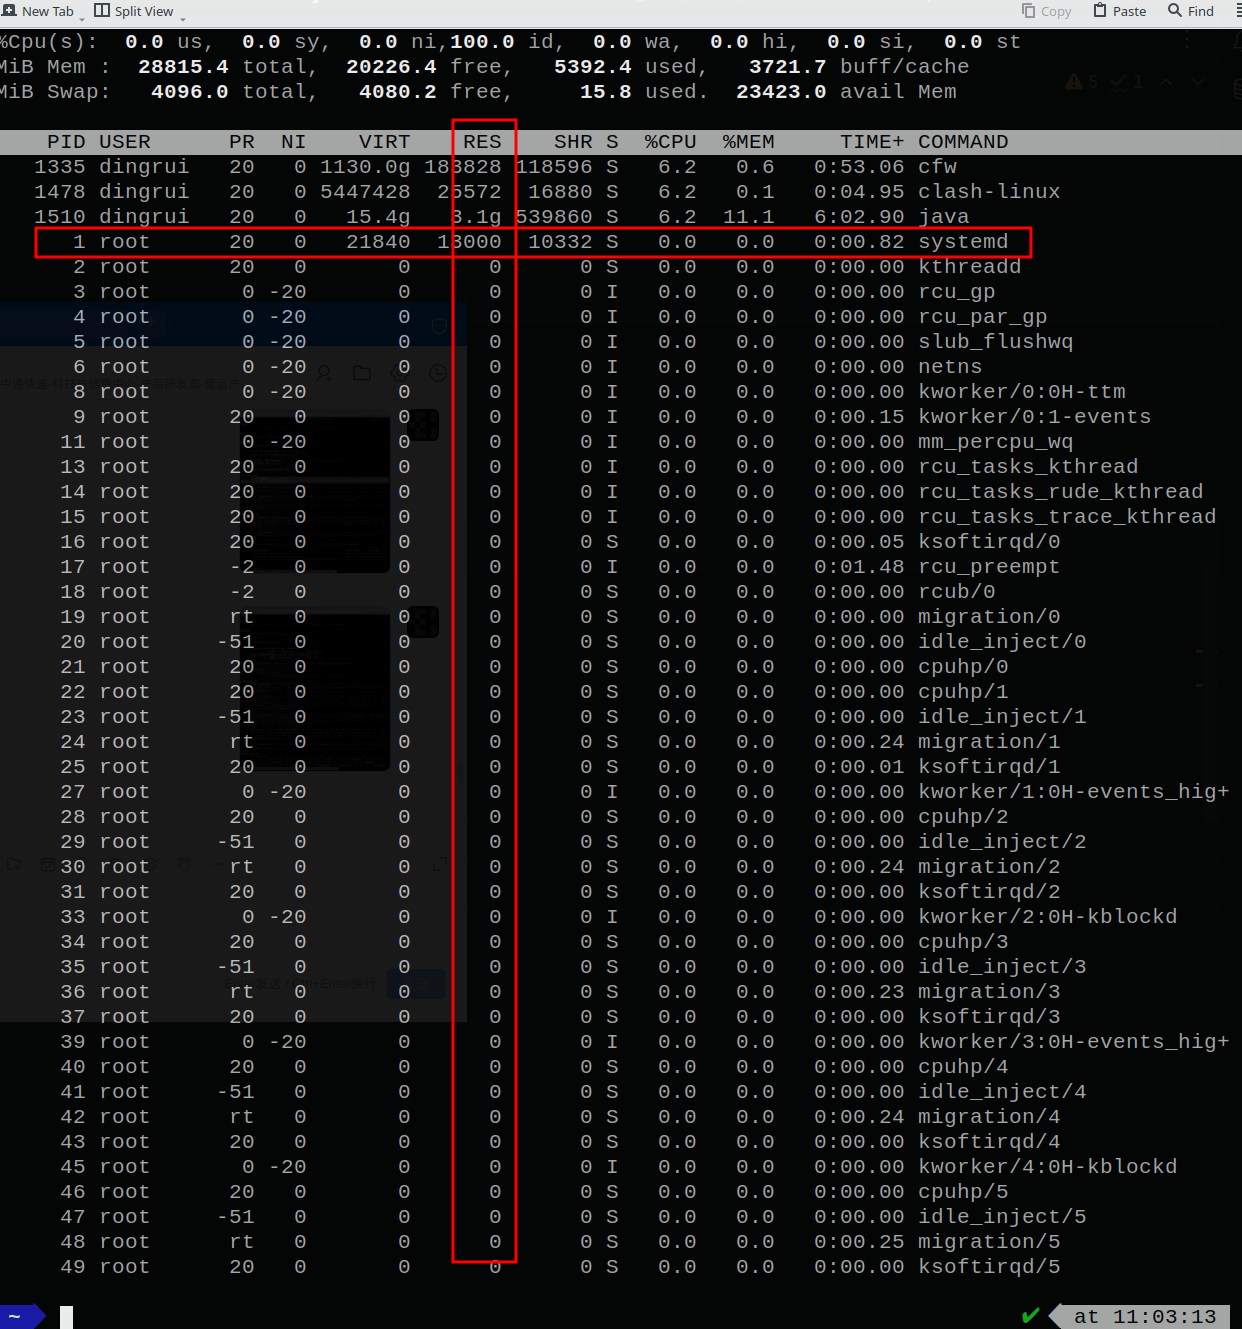 New Tab Split View Copy Paste Find
%Cpu(s):  0.0 us,  0.0 sy,  0.0 ni,100.0 id,  0.0 wa,  0.0 hi,  0.0 si,  0.0 st
MiB Mem :  28815.4 total,  20226.4 free,   5392.4 used,   3721.7 buff/cache
MiB Swap:   4096.0 total,   4080.2 free,     15.8 used.  23423.0 avail Mem
PID USER PR NI VIRT RES SHR S %CPU %MEM TIME+ COMMAND
1335 dingrui 20 0 1130.0g 183828 118596 S 6.2 0.6 0:53.06 cfw
1478 dingrui 20 0 5447428 25572 16880 S 6.2 0.1 0:04.95 clash-linux
1510 dingrui 20 0 15.4g 3.1g 539860 S 6.2 11.1 6:02.90 java
1 root 20 0 21840 13000 10332 S 0.0 0.0 0:00.82 systemd
2 root 20 0 0 0 0 S 0.0 0.0 0:00.00 kthreadd
3 root 0 -20 0 0 0 I 0.0 0.0 0:00.00 rcu_gp
4 root 0 -20 0 0 0 I 0.0 0.0 0:00.00 rcu_par_gp
5 root 0 -20 0 0 0 I 0.0 0.0 0:00.00 slub_flushwq
6 root 0 -20 0 0 0 I 0.0 0.0 0:00.00 netns
8 root 0 -20 0 0 0 I 0.0 0.0 0:00.00 kworker/0:0H-ttm
9 root 20 0 0 0 0 I 0.0 0.0 0:00.15 kworker/0:1-events
11 root 0 -20 0 0 0 I 0.0 0.0 0:00.00 mm_percpu_wq
13 root 20 0 0 0 0 I 0.0 0.0 0:00.00 rcu_tasks_kthread
14 root 20 0 0 0 0 I 0.0 0.0 0:00.00 rcu_tasks_rude_kthread
15 root 20 0 0 0 0 I 0.0 0.0 0:00.00 rcu_tasks_trace_kthread
16 root 20 0 0 0 0 S 0.0 0.0 0:00.05 ksoftirqd/0
17 root -2 0 0 0 0 I 0.0 0.0 0:01.48 rcu_preempt
18 root -2 0 0 0 0 S 0.0 0.0 0:00.00 rcub/0
19 root rt 0 0 0 0 S 0.0 0.0 0:00.00 migration/0
20 root -51 0 0 0 0 S 0.0 0.0 0:00.00 idle_inject/0
21 root 20 0 0 0 0 S 0.0 0.0 0:00.00 cpuhp/0
22 root 20 0 0 0 0 S 0.0 0.0 0:00.00 cpuhp/1
23 root -51 0 0 0 0 S 0.0 0.0 0:00.00 idle_inject/1
24 root rt 0 0 0 0 S 0.0 0.0 0:00.24 migration/1
25 root 20 0 0 0 0 S 0.0 0.0 0:00.01 ksoftirqd/1
27 root 0 -20 0 0 0 I 0.0 0.0 0:00.00 kworker/1:0H-events_hig+
28 root 20 0 0 0 0 S 0.0 0.0 0:00.00 cpuhp/2
29 root -51 0 0 0 0 S 0.0 0.0 0:00.00 idle_inject/2
30 root rt 0 0 0 0 S 0.0 0.0 0:00.24 migration/2
31 root 20 0 0 0 0 S 0.0 0.0 0:00.00 ksoftirqd/2
33 root 0 -20 0 0 0 I 0.0 0.0 0:00.00 kworker/2:0H-kblockd
34 root 20 0 0 0 0 S 0.0 0.0 0:00.00 cpuhp/3
35 root -51 0 0 0 0 S 0.0 0.0 0:00.00 idle_inject/3
36 root rt 0 0 0 0 S 0.0 0.0 0:00.23 migration/3
37 root 20 0 0 0 0 S 0.0 0.0 0:00.00 ksoftirqd/3
39 root 0 -20 0 0 0 I 0.0 0.0 0:00.00 kworker/3:0H-events_hig+
40 root 20 0 0 0 0 S 0.0 0.0 0:00.00 cpuhp/4
41 root -51 0 0 0 0 S 0.0 0.0 0:00.00 idle_inject/4
42 root rt 0 0 0 0 S 0.0 0.0 0:00.24 migration/4
43 root 20 0 0 0 0 S 0.0 0.0 0:00.00 ksoftirqd/4
45 root 0 -20 0 0 0 I 0.0 0.0 0:00.00 kworker/4:0H-kblockd
46 root 20 0 0 0 0 S 0.0 0.0 0:00.00 cpuhp/5
47 root -51 0 0 0 0 S 0.0 0.0 0:00.00 idle_inject/5
48 root rt 0 0 0 0 S 0.0 0.0 0:00.25 migration/5
49 root 20 0 0 0 0 S 0.0 0.0 0:00.00 ksoftirqd/5
~ ✔ at 11:03:13